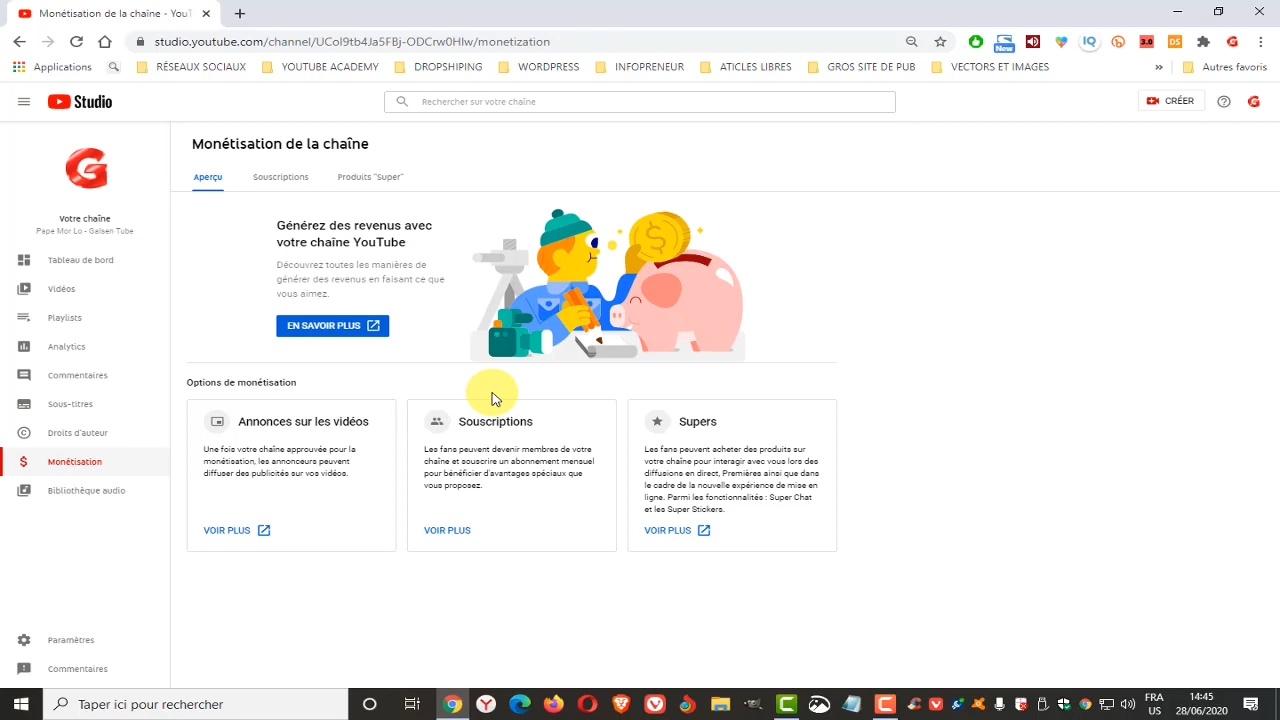 Monétisation de la chaîne - YouT
studio.youtube.com/channel/UCol9tb4Ja5FBj-ODCrw0Hlw/monetization
New
IQ
3.0
DS
Applications
RÉSEAUX SOCIAUX
YOUTUBE ACADEMY
DROPSHIPING
WORDPRESS
INFOPRENEUR
ATICLES LIBRES
GROS SITE DE PUB
VECTORS ET IMAGES
»
Autres favoris
Studio
Rechercher sur votre chaîne
CRÉER
Votre chaîne
Pape Mor Lo - Galsen Tube
Tableau de bord
Vidéos
Playlists
Analytics
Commentaires
Sous-titres
Droits d'auteur
Monétisation
Bibliothèque audio
Paramètres
Commentaires
Monétisation de la chaîne
Aperçu
Souscriptions
Produits "Super"
Générez des revenus avec
votre chaîne YouTube
Découvrez toutes les manières de
générer des revenus en faisant ce que
vous aimez.
EN SAVOIR PLUS
Options de monétisation
Annonces sur les vidéos
Une fois votre chaîne approuvée pour la
monétisation, les annonceurs peuvent
diffuser des publicités sur vos vidéos.
VOIR PLUS
Souscriptions
Les fans peuvent devenir membres de votre
chaîne et souscrire un abonnement mensuel
pour bénéficier d'avantages spéciaux que
vous proposez.
VOIR PLUS
Supers
Les fans peuvent acheter des produits sur
votre chaîne pour interagir avec vous lors des
diffusions en direct, Premières ainsi que dans
le cadre de la nouvelle expérience de mise en
ligne. Parmi les fonctionnalités : Super Chat
et les Super Stickers.
VOIR PLUS
Taper ici pour rechercher
FRA
US
14:45
28/06/2020